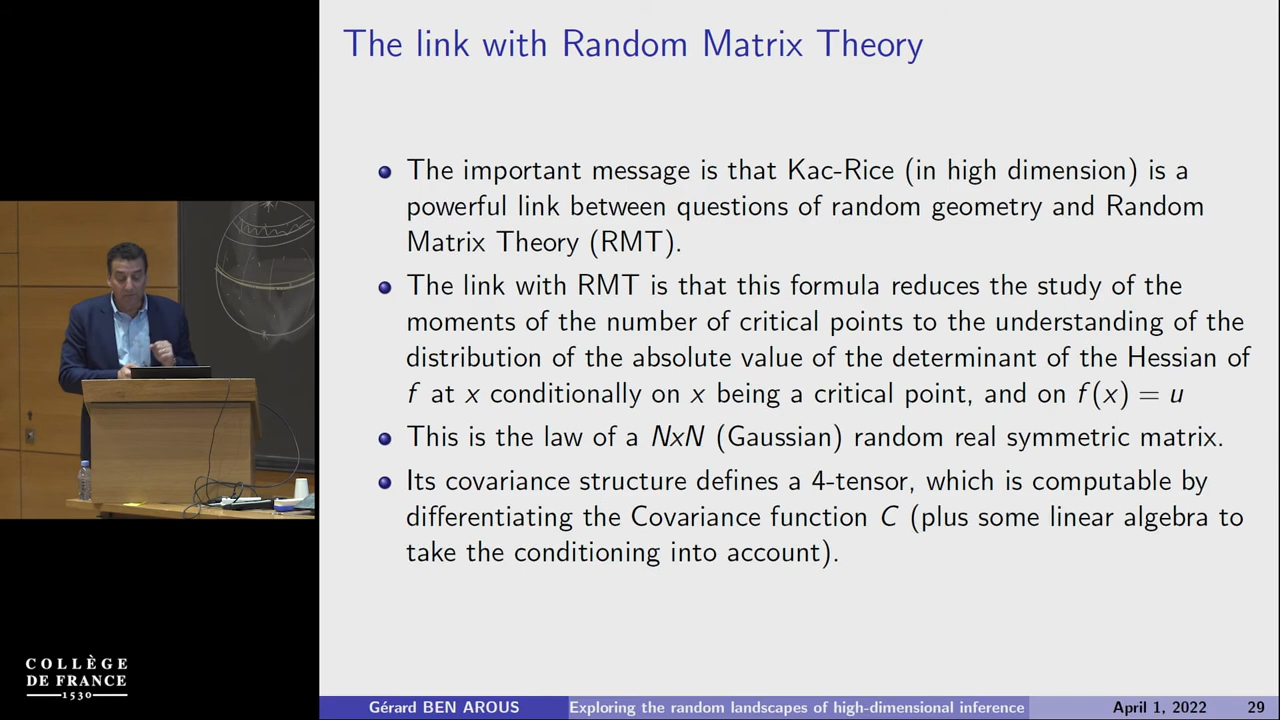 The link with Random Matrix Theory
The important message is that Kac-Rice (in high dimension) is a
powerful link between questions of random geometry and Random
Matrix Theory (RMT).
The link with RMT is that this formula reduces the study of the
moments of the number of critical points to the understanding of the
distribution of the absolute value of the determinant of the Hessian of
f at x conditionally on x being a critical point, and on f(x) = u
This is the law of a NxN (Gaussian) random real symmetric matrix.
Its covariance structure defines a 4-tensor, which is computable by
differentiating the Covariance function C (plus some linear algebra to
take the conditioning into account).
COLLÈGE
DE FRANCE
1530
Gérard BEN AROUS Exploring the random landscapes of high-dimensional inference April 1, 2022 29